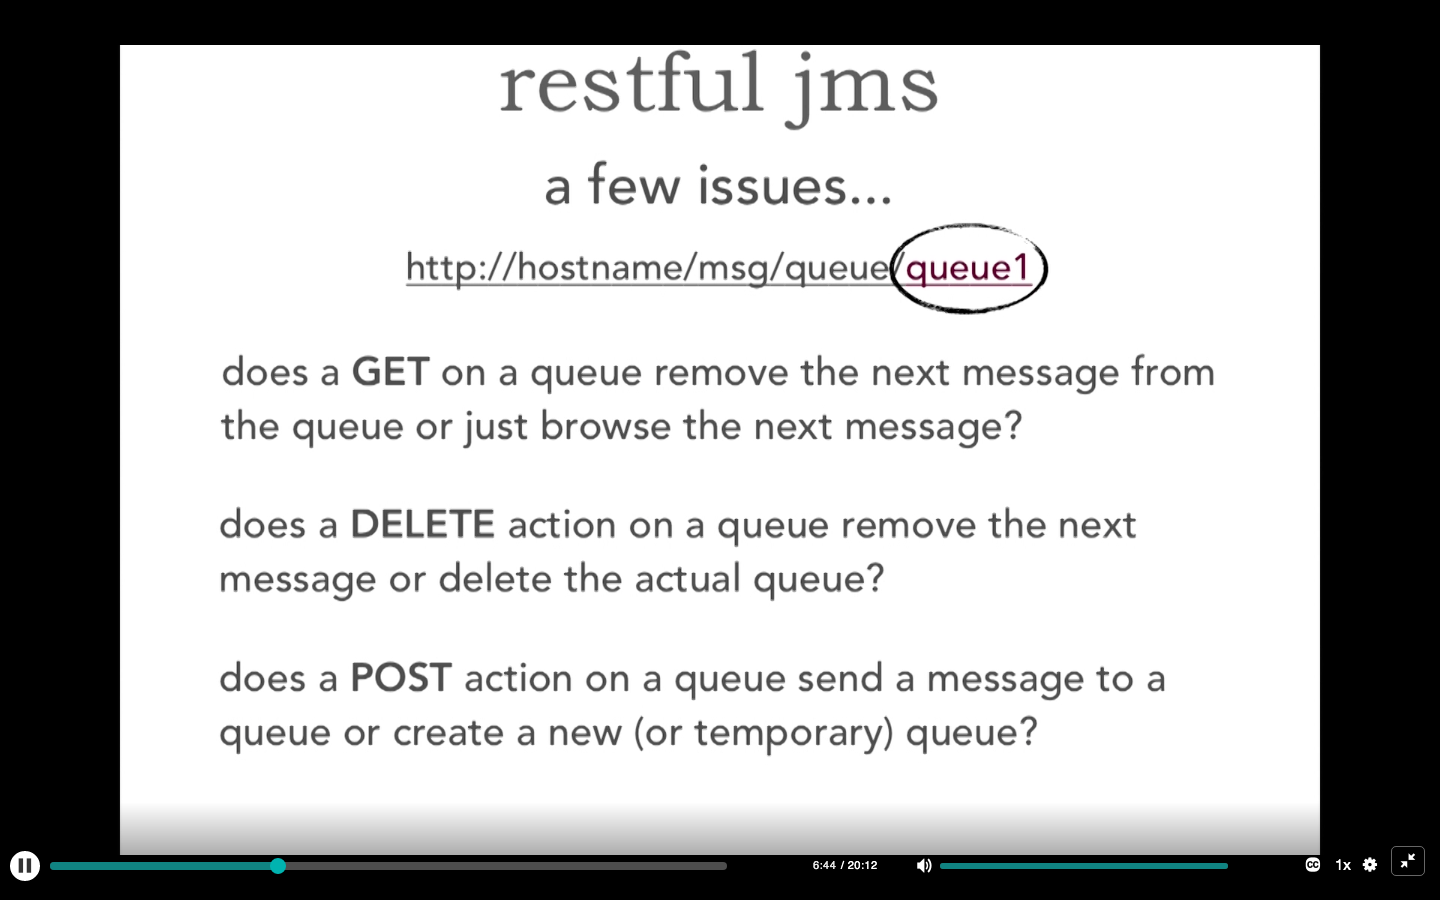 restful jms
a few issues...
http://hostname/msg/queue/queue1
does a GET on a queue remove the next message from
the queue or just browse the next message?
does a DELETE action on a queue remove the next
message or delete the actual queue?
does a POST action on a queue send a message to a
queue or create a new (or temporary) queue?
6:44 / 20:12
CC
1x